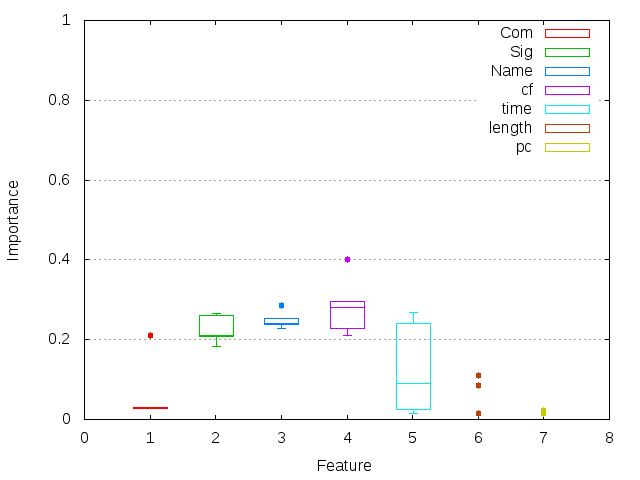 1
0.8
0.6
0.4
0.2
0
0 1 2 3 4 5 6 7 8
Importance
Feature
Com
Sig
Name
cf
time
length
pc